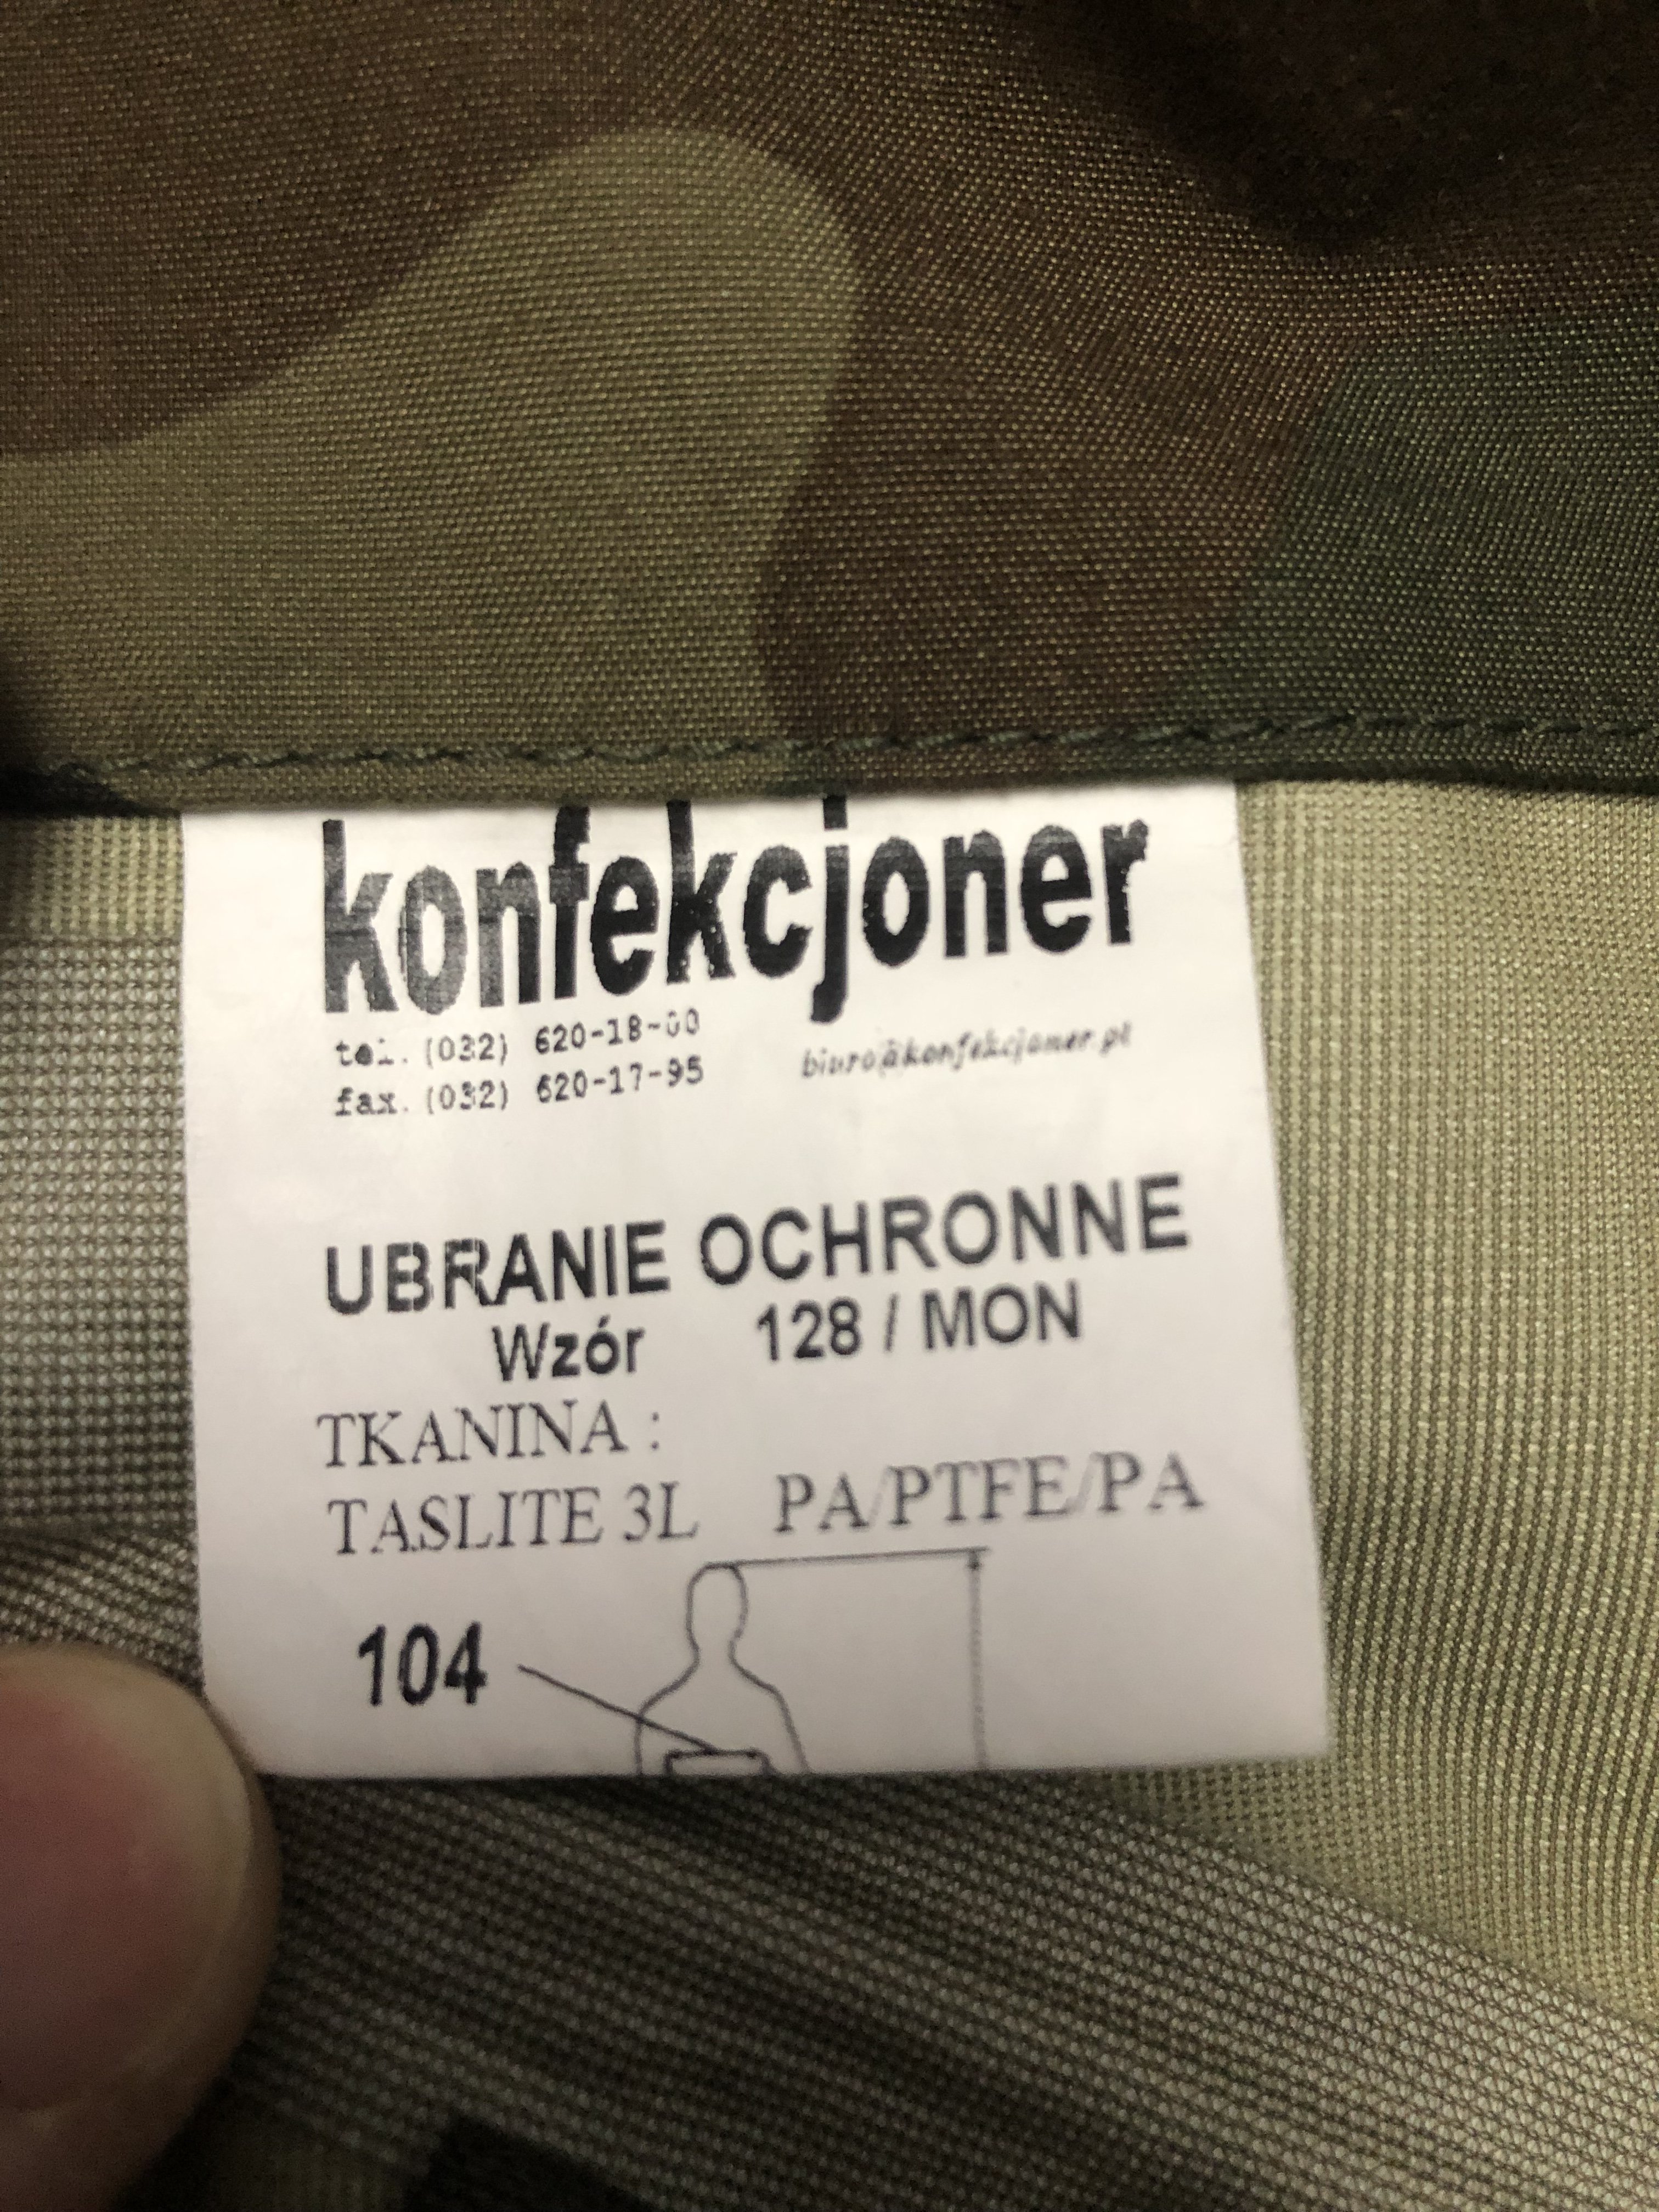 konfekcjoner
tel. (032) 620-18-00
biuro@konfekcjoner.pl
fax. (032) 620-17-95
UBRANIE OCHRONNE
Wzór 128 / MON
TKANINA :
TASLITE 3L PA/PTFE/PA
104